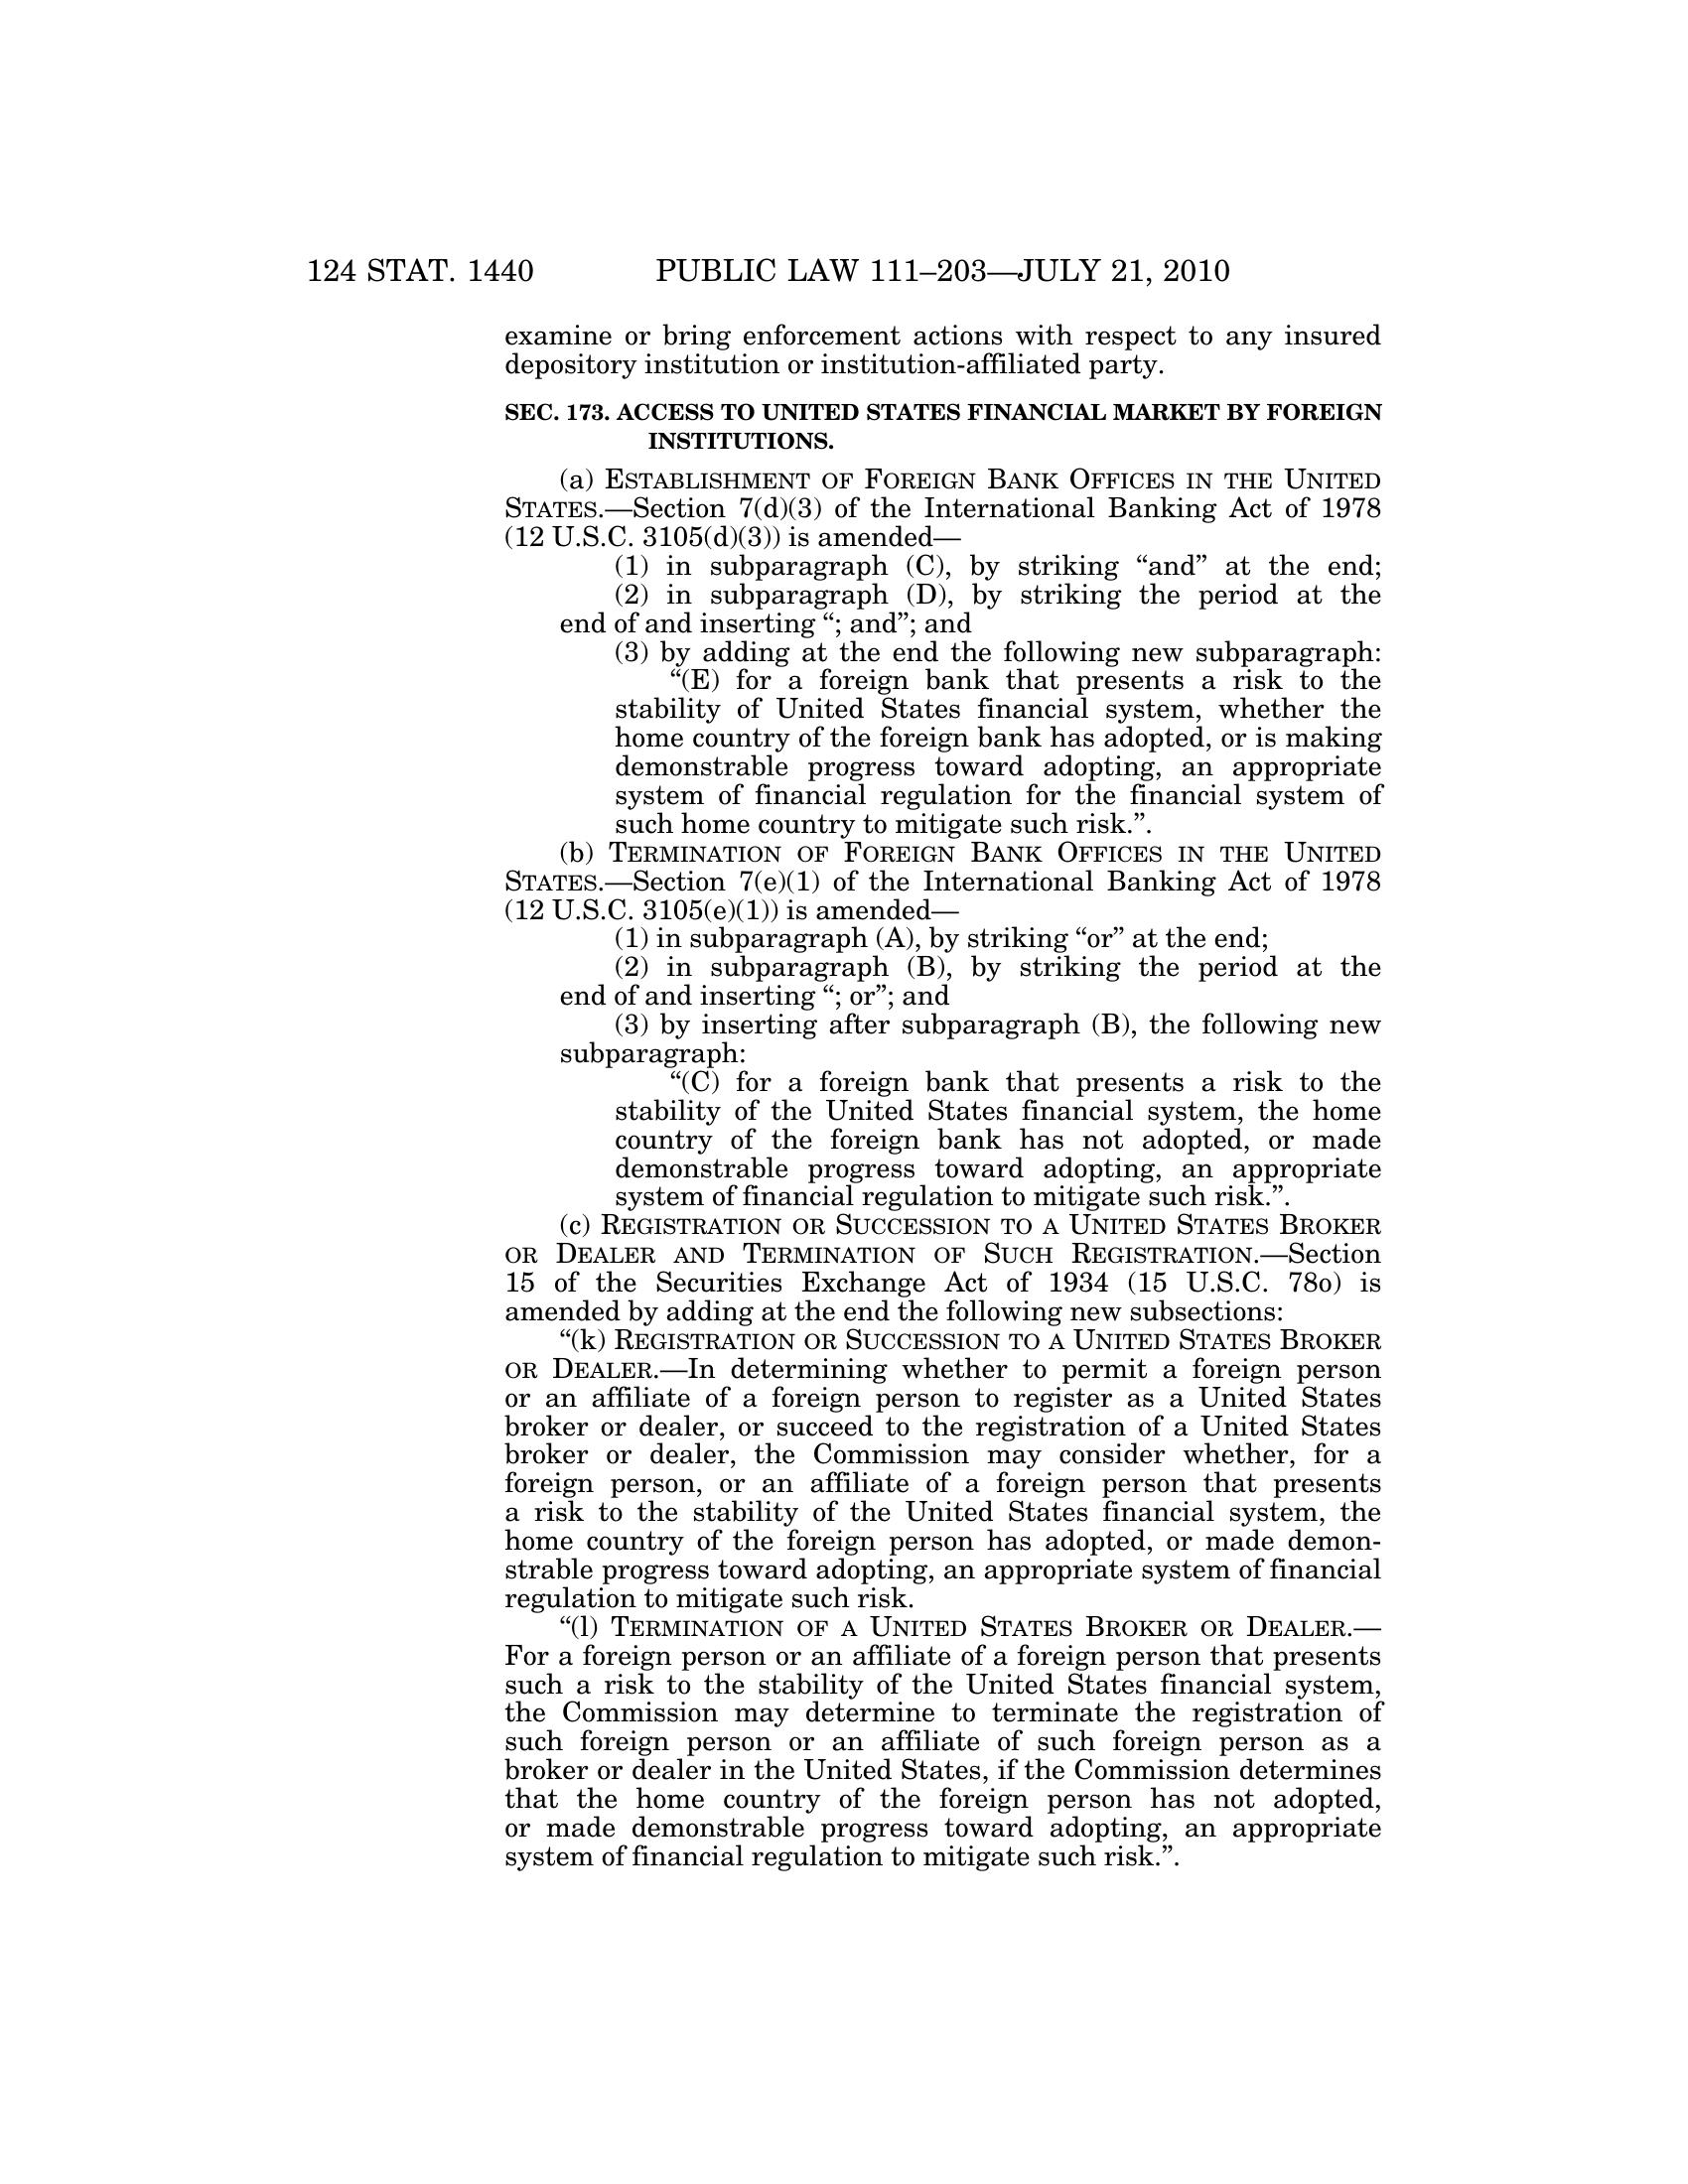 124 STAT. 1440 PUBLIC LAW 111–203—JULY 21, 2010
examine or bring enforcement actions with respect to any insured
depository institution or institution-affiliated party.
SEC. 173. ACCESS TO UNITED STATES FINANCIAL MARKET BY FOREIGN
INSTITUTIONS.
(a) ESTABLISHMENT OF FOREIGN BANK OFFICES IN THE UNITED
STATES.—Section 7(d)(3) of the International Banking Act of 1978
(12 U.S.C. 3105(d)(3)) is amended—
(1) in subparagraph (C), by striking “and” at the end;
(2) in subparagraph (D), by striking the period at the
end of and inserting “; and”; and
(3) by adding at the end the following new subparagraph:
“(E) for a foreign bank that presents a risk to the
stability of United States financial system, whether the
home country of the foreign bank has adopted, or is making
demonstrable progress toward adopting, an appropriate
system of financial regulation for the financial system of
such home country to mitigate such risk.”.
(b) TERMINATION OF FOREIGN BANK OFFICES IN THE UNITED
STATES.—Section 7(e)(1) of the International Banking Act of 1978
(12 U.S.C. 3105(e)(1)) is amended—
(1) in subparagraph (A), by striking “or” at the end;
(2) in subparagraph (B), by striking the period at the
end of and inserting “; or”; and
(3) by inserting after subparagraph (B), the following new
subparagraph:
“(C) for a foreign bank that presents a risk to the
stability of the United States financial system, the home
country of the foreign bank has not adopted, or made
demonstrable progress toward adopting, an appropriate
system of financial regulation to mitigate such risk.”.
(c) REGISTRATION OR SUCCESSION TO A UNITED STATES BROKER
OR DEALER AND TERMINATION OF SUCH REGISTRATION.—Section
15 of the Securities Exchange Act of 1934 (15 U.S.C. 78o) is
amended by adding at the end the following new subsections:
“(k) REGISTRATION OR SUCCESSION TO A UNITED STATES BROKER
OR DEALER.—In determining whether to permit a foreign person
or an affiliate of a foreign person to register as a United States
broker or dealer, or succeed to the registration of a United States
broker or dealer, the Commission may consider whether, for a
foreign person, or an affiliate of a foreign person that presents
a risk to the stability of the United States financial system, the
home country of the foreign person has adopted, or made demon-
strable progress toward adopting, an appropriate system of financial
regulation to mitigate such risk.
“(l) TERMINATION OF A UNITED STATES BROKER OR DEALER.—
For a foreign person or an affiliate of a foreign person that presents
such a risk to the stability of the United States financial system,
the Commission may determine to terminate the registration of
such foreign person or an affiliate of such foreign person as a
broker or dealer in the United States, if the Commission determines
that the home country of the foreign person has not adopted,
or made demonstrable progress toward adopting, an appropriate
system of financial regulation to mitigate such risk.”.